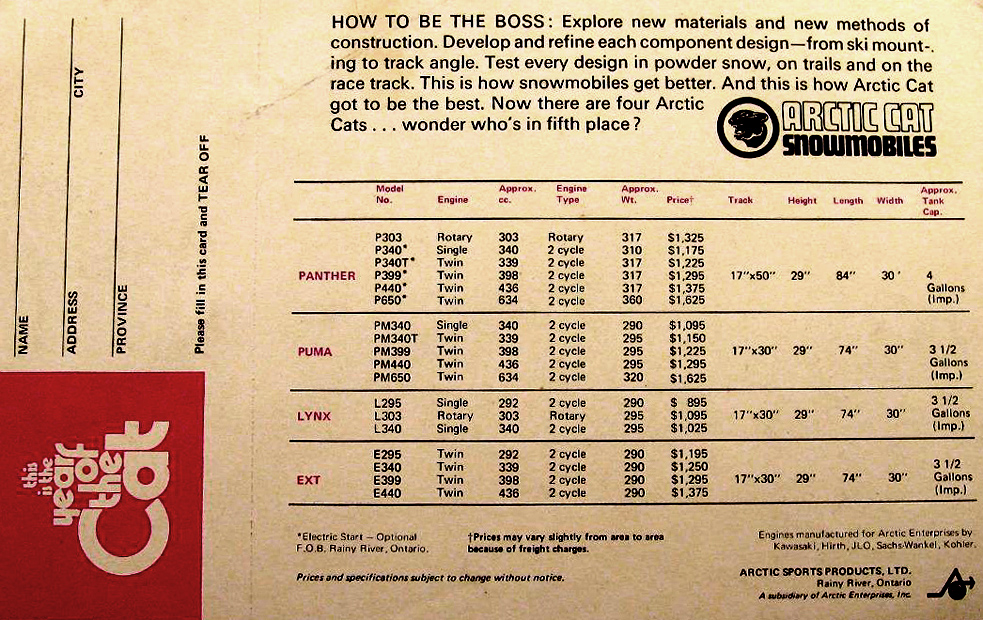 HOW TO BE THE BOSS: Explore new materials and new methods of
construction. Develop and refine each component design—from ski mount-
ing to track angle. Test every design in powder snow, on trails and on the
race track. This is how snowmobiles get better. And this is how Arctic Cat
got to be the best. Now there are four Arctic
Cats . . . wonder who's in fifth place?
ARCTIC CAT
SNOWMOBILES
NAME
ADDRESS CITY
PROVINCE
Please fill in this card and TEAR OFF
this
is the
year
of
the
Cat
Model No. Engine Approx. cc. Engine Type Approx. Wt. Price† Track Height Length Width Approx. Tank Cap.
PANTHER
P303 Rotary 303 Rotary 317 $1,325
P340* Single 340 2 cycle 310 $1,175
P340T* Twin 339 2 cycle 317 $1,225
P399* Twin 398 2 cycle 317 $1,295 17"x50" 29" 84" 30' 4
P440* Twin 436 2 cycle 317 $1,375 Gallons
P650* Twin 634 2 cycle 360 $1,625 (Imp.)
PUMA
PM340 Single 340 2 cycle 290 $1,095
PM340T Twin 339 2 cycle 295 $1,150
PM399 Twin 398 2 cycle 295 $1,225 17"x30" 29" 74" 30" 3 1/2
PM440 Twin 436 2 cycle 295 $1,295 Gallons
PM650 Twin 634 2 cycle 320 $1,625 (Imp.)
LYNX
L295 Single 292 2 cycle 290 $ 895 3 1/2
L303 Rotary 303 Rotary 295 $1,095 17"x30" 29" 74" 30" Gallons
L340 Single 340 2 cycle 295 $1,025 (Imp.)
EXT
E295 Twin 292 2 cycle 290 $1,195
E340 Twin 339 2 cycle 290 $1,250 3 1/2
E399 Twin 398 2 cycle 290 $1,295 17"x30" 29" 74" 30" Gallons
E440 Twin 436 2 cycle 290 $1,375 (Imp.)
*Electric Start — Optional
F.O.B. Rainy River, Ontario.
†Prices may vary slightly from area to area
because of freight charges.
Engines manufactured for Arctic Enterprises by
Kawasaki, Hirth, JLO, Sachs-Wankel, Kohler.
Prices and specifications subject to change without notice.
ARCTIC SPORTS PRODUCTS, LTD.
Rainy River, Ontario
A subsidiary of Arctic Enterprises, Inc.